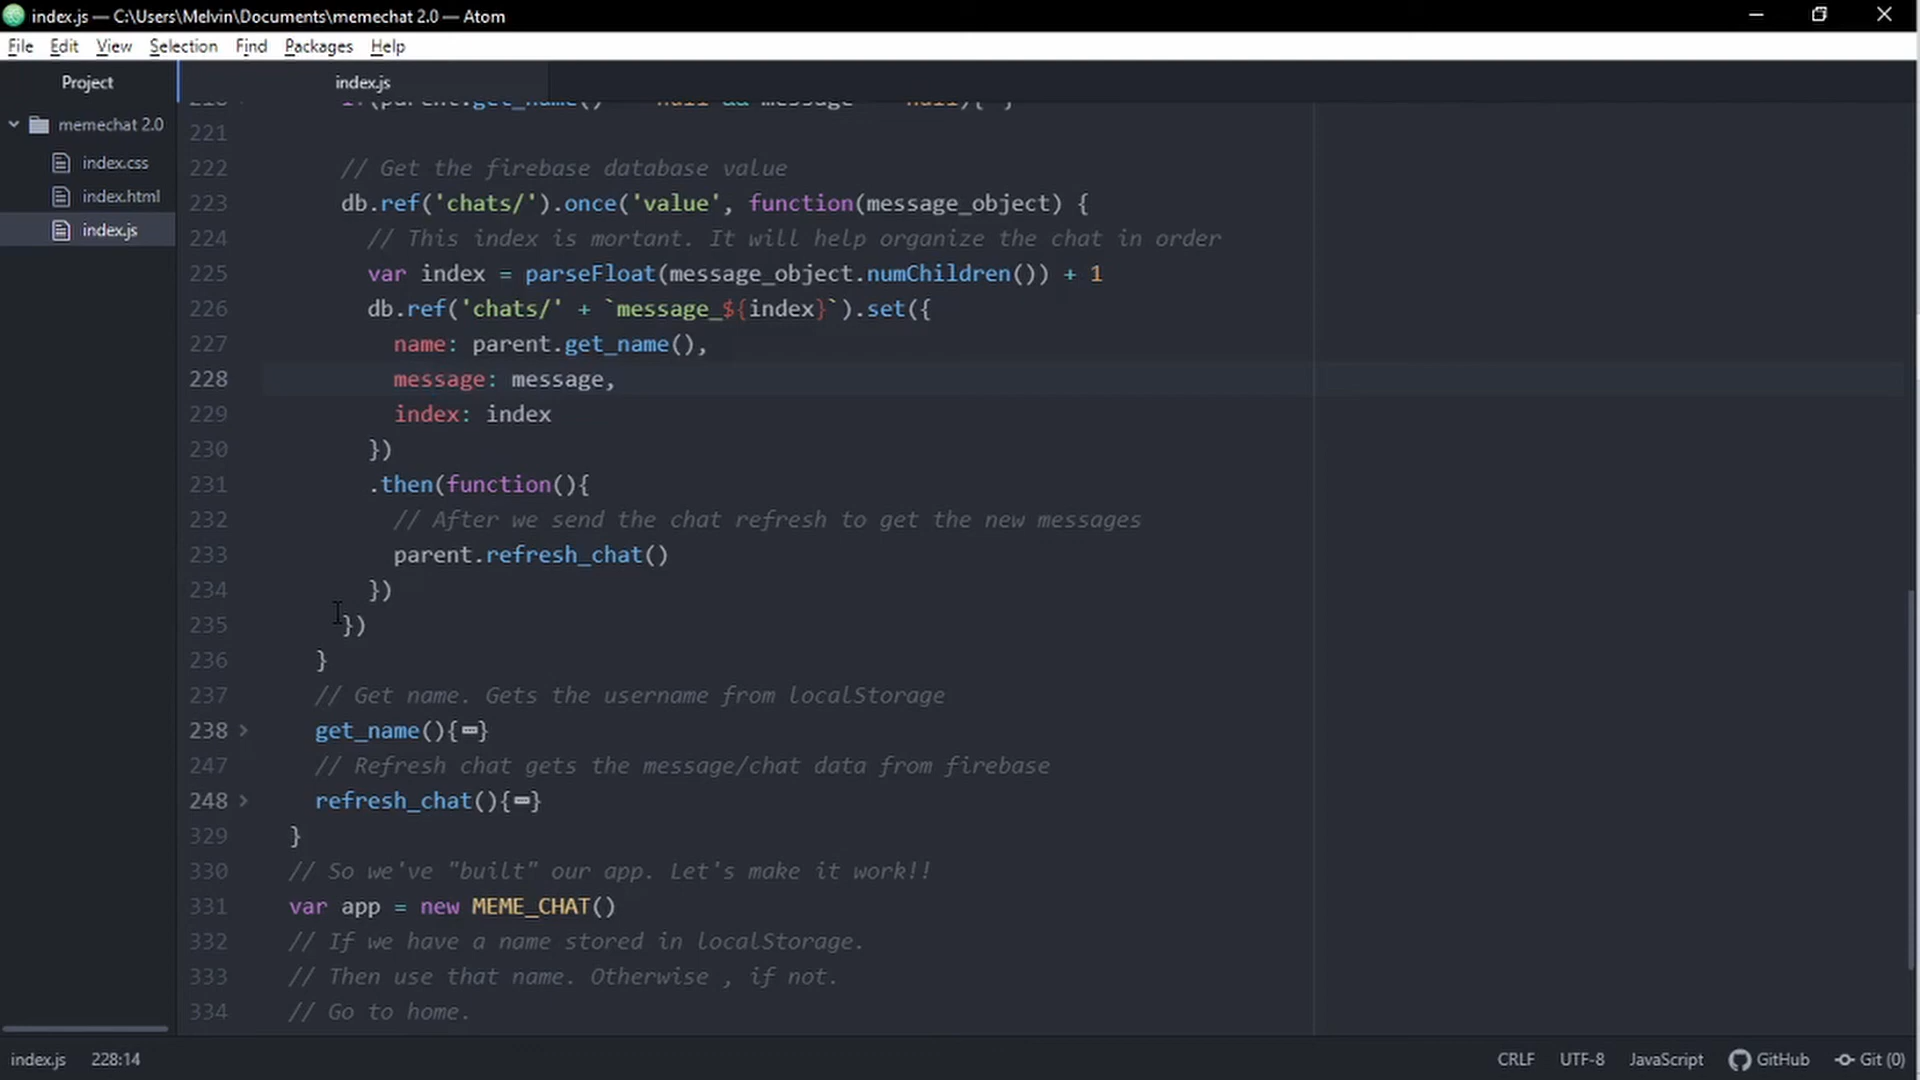 index.js — C:\Users\Melvin\Documents\memechat 2.0 — Atom
File Edit View Selection Find Packages Help
Project
index.js
memechat 2.0
index.css
index.html
index.js
221
222 // Get the firebase database value
223 db.ref('chats/').once('value', function(message_object) {
224 // This index is mortant. It will help organize the chat in order
225 var index = parseFloat(message_object.numChildren()) + 1
226 db.ref('chats/' + `message_${index}`).set({
227 name: parent.get_name(),
228 message: message,
229 index: index
230 })
231 .then(function(){
232 // After we send the chat refresh to get the new messages
233 parent.refresh_chat()
234 })
235 })
236 }
237 // Get name. Gets the username from localStorage
238 get_name(){}
247 // Refresh chat gets the message/chat data from firebase
248 refresh_chat(){}
329 }
330 // So we've "built" our app. Let's make it work!!
331 var app = new MEME_CHAT()
332 // If we have a name stored in localStorage.
333 // Then use that name. Otherwise , if not.
334 // Go to home.
index.js 228:14 CRLF UTF-8 JavaScript GitHub Git (0)